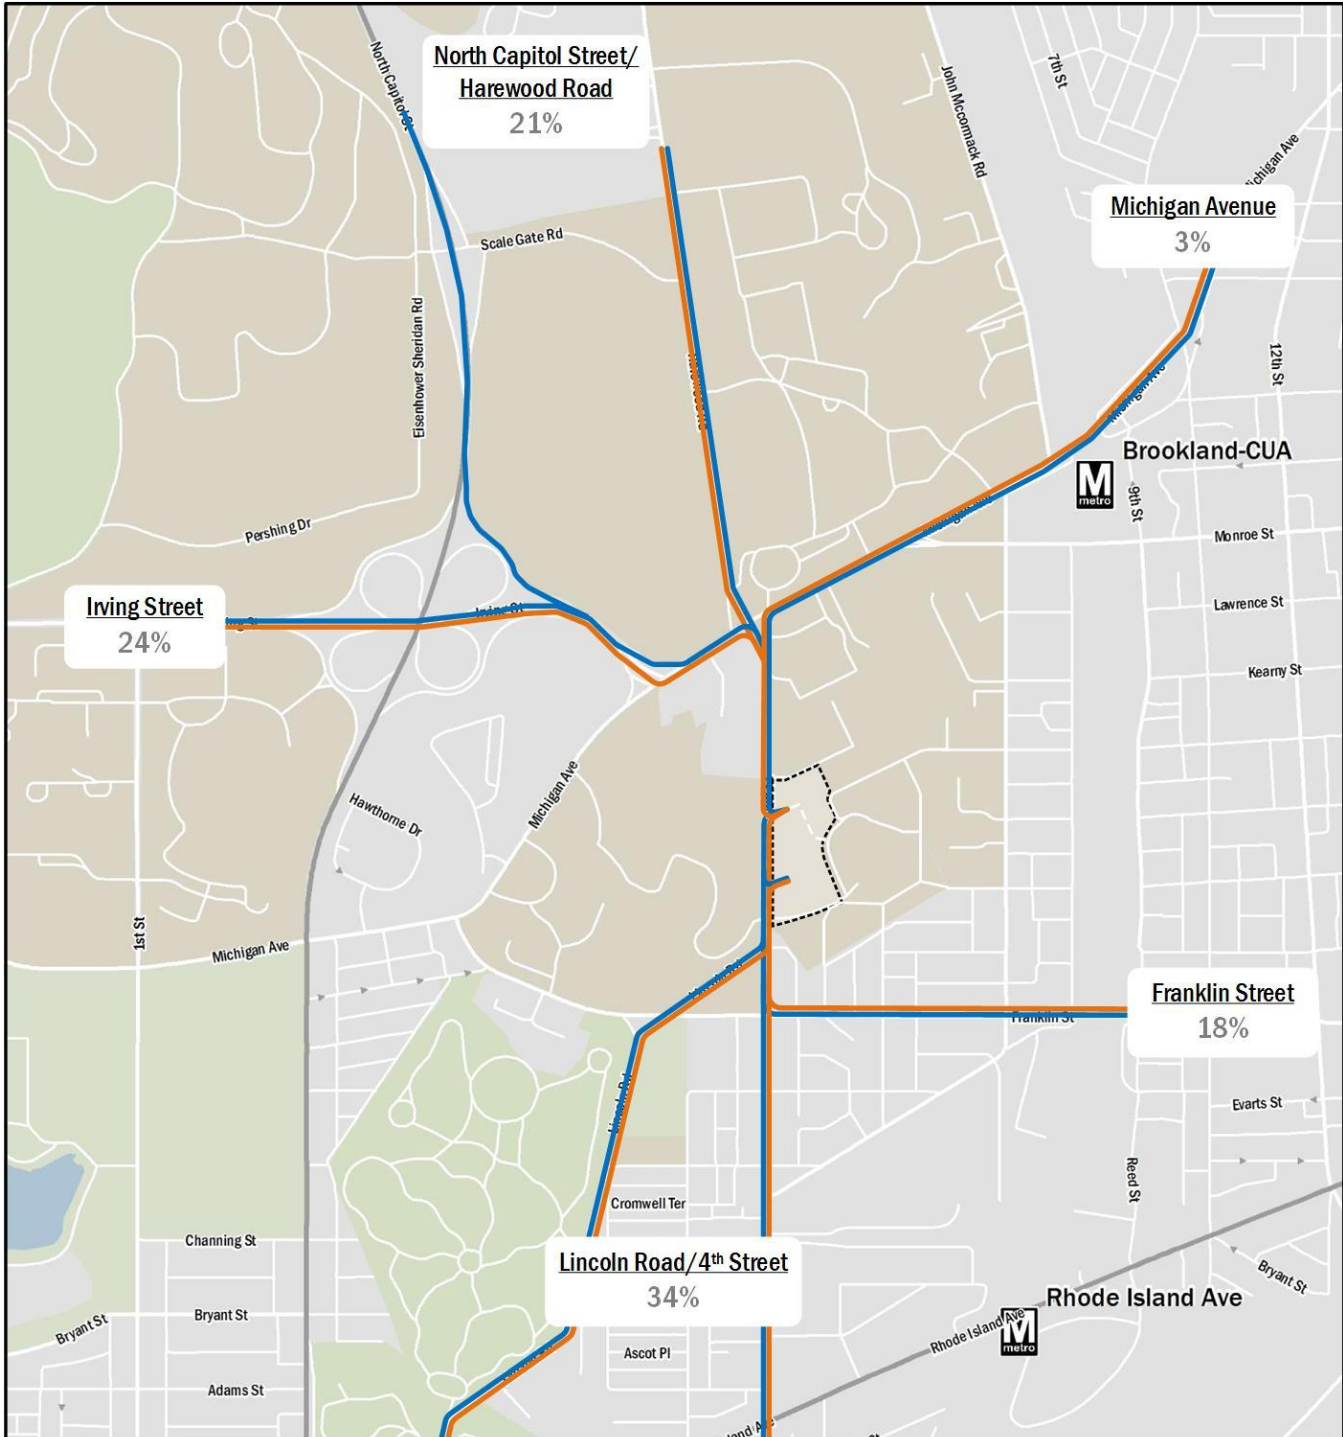 North Capitol St
North Capitol Street/
Harewood Road
21%
John Mccormack Rd
7th St
Michigan Avenue
3%
Scale Gate Rd
Eisenhower Sheridan Rd
12th St
Michigan Ave
Brookland-CUA
M
metro
9th St
Pershing Dr
Monroe St
Irving Street
24%
Irving St
Lawrence St
Kearny St
Michigan Ave
Hawthorne Dr
1st St
Michigan Ave
Lincoln Rd
Franklin Street
18%
Franklin St
Lincoln Rd
Evarts St
Reed St
Cromwell Ter
Channing St
Lincoln Road/4th Street
34%
Bryant St
Rhode Island Ave
M
metro
Rhode Island Ave
Bryant St
Bryant St
Ascot Pl
Adams St